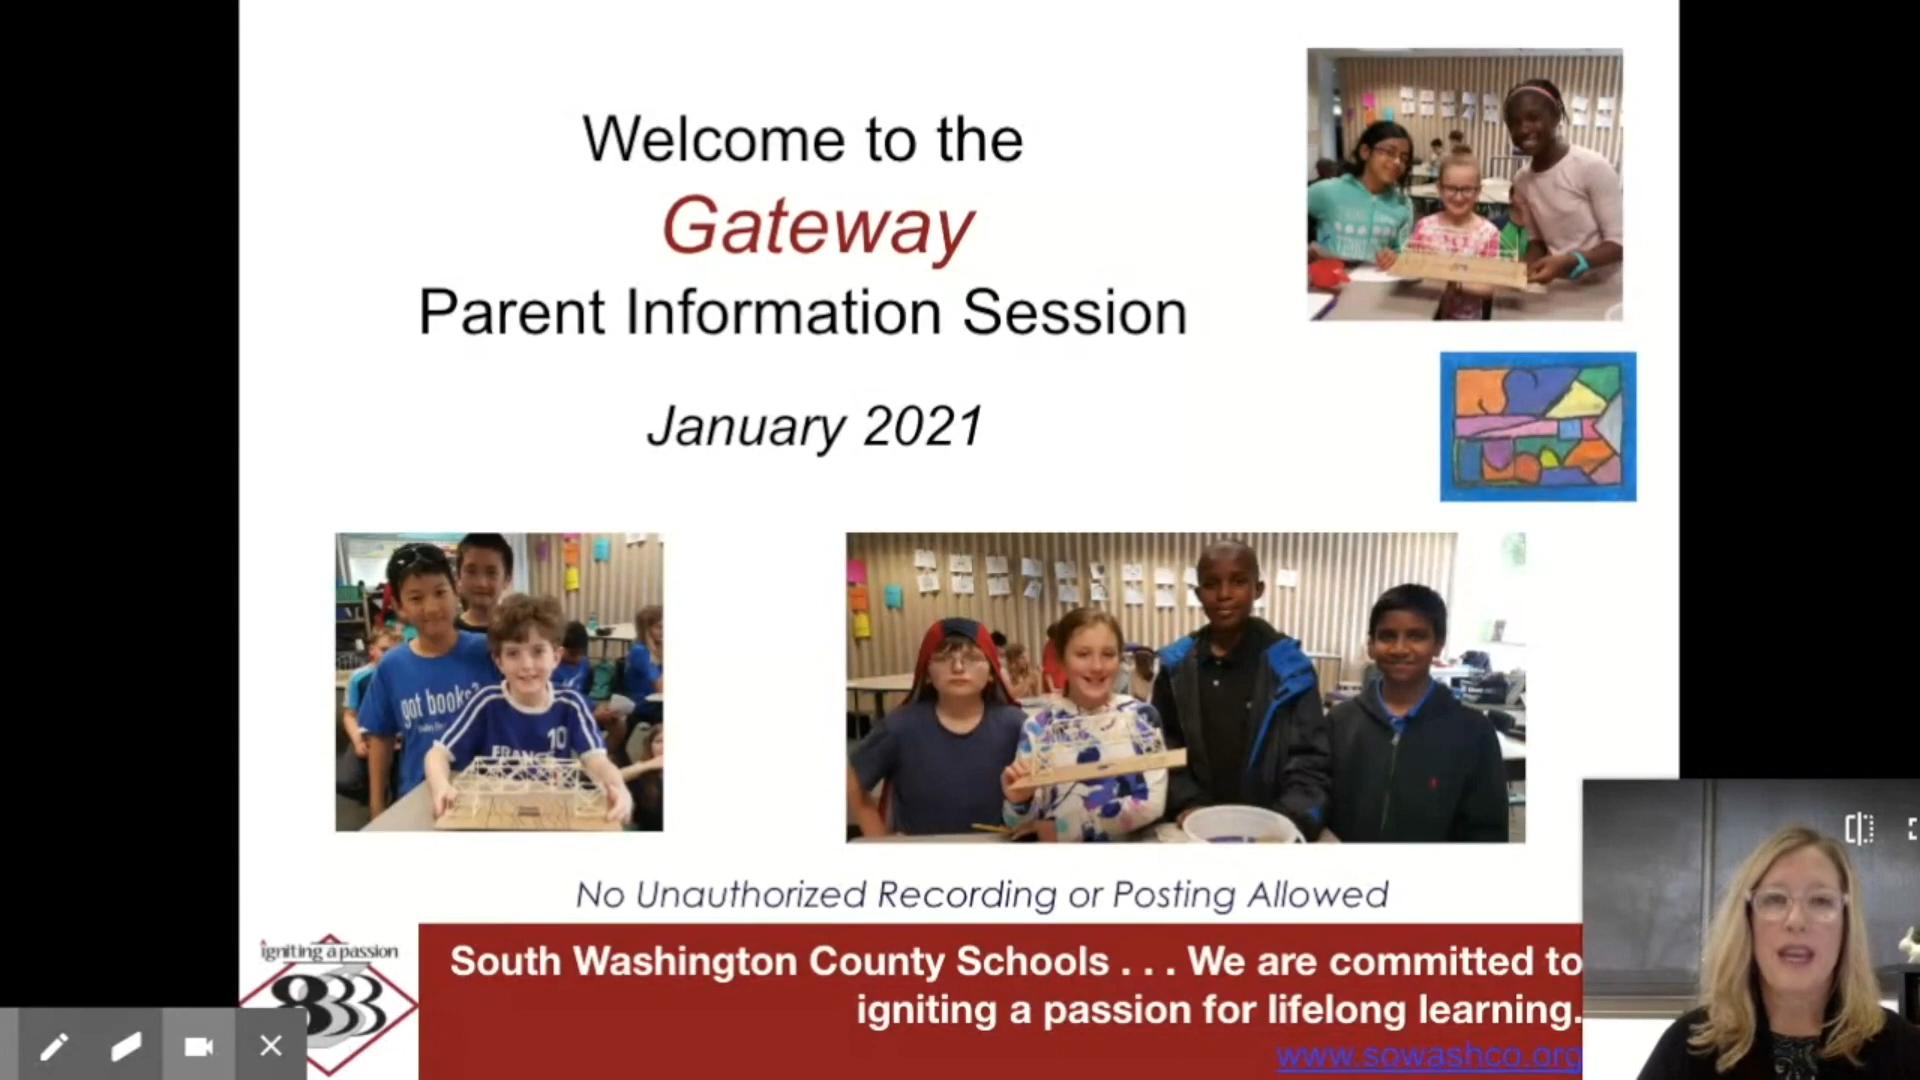 Welcome to the
Gateway
Parent Information Session
January 2021
got books?
FRANCE
10
No Unauthorized Recording or Posting Allowed
igniting a passion
833
South Washington County Schools . . . We are committed to
igniting a passion for lifelong learning.
www.sowashco.org